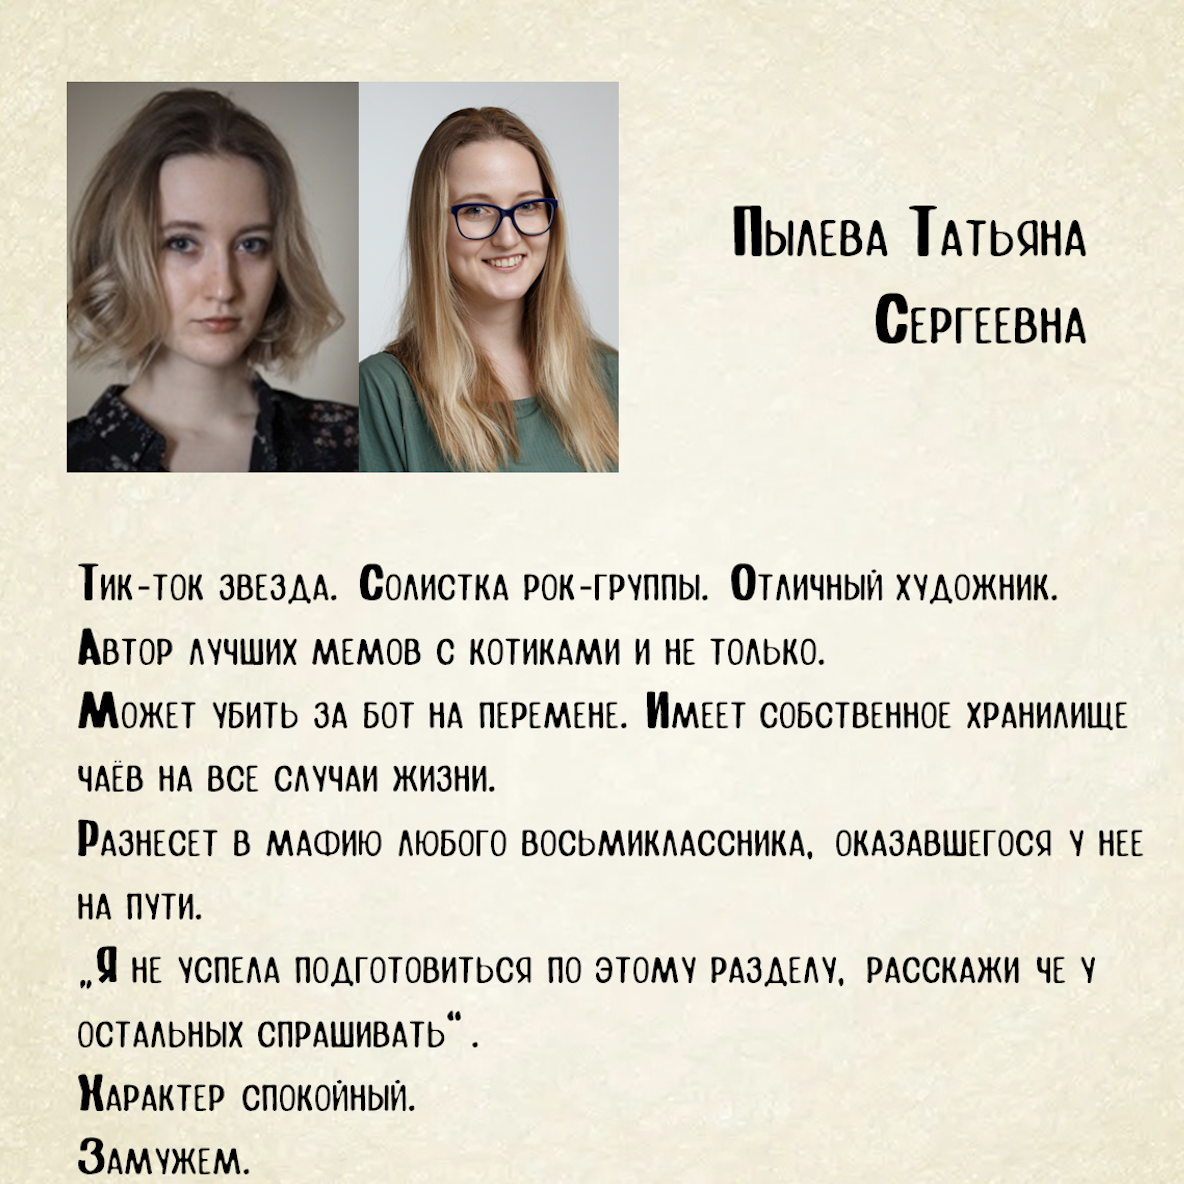 Пылева Татьяна
Сергеевна
Тик-ток звезда. Солистка рок-группы. Отличный художник.
Автор лучших мемов с котиками и не только.
Может убить за бот на перемене. Имеет собственное хранилище
чаёв на все случаи жизни.
Разнесет в мафию любого восьмиклассника, оказавшегося у нее
на пути.
„Я не успела подготовиться по этому разделу, расскажи че у
остальных спрашивать“.
Характер спокойный.
Замужем.